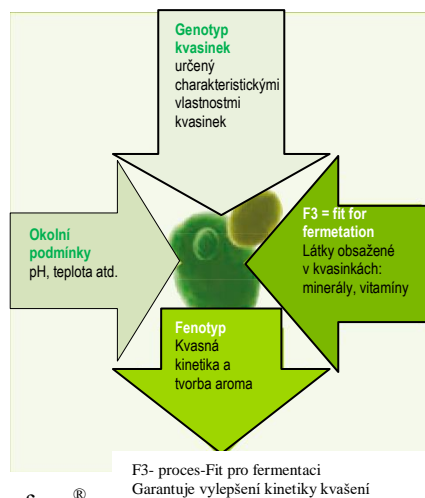 Genotyp
kvasinek
určený
charakteristickými
vlastnostmi
kvasinek
Okolní
podmínky
pH, teplota atd.
F3 = fit for
fermetation
Látky obsažené
v kvasinkách:
minerály, vitamíny
Fenotyp
Kvasná
kinetika a
tvorba aroma
F3- proces-Fit pro fermentaci
Garantuje vylepšení kinetiky kvašení
®